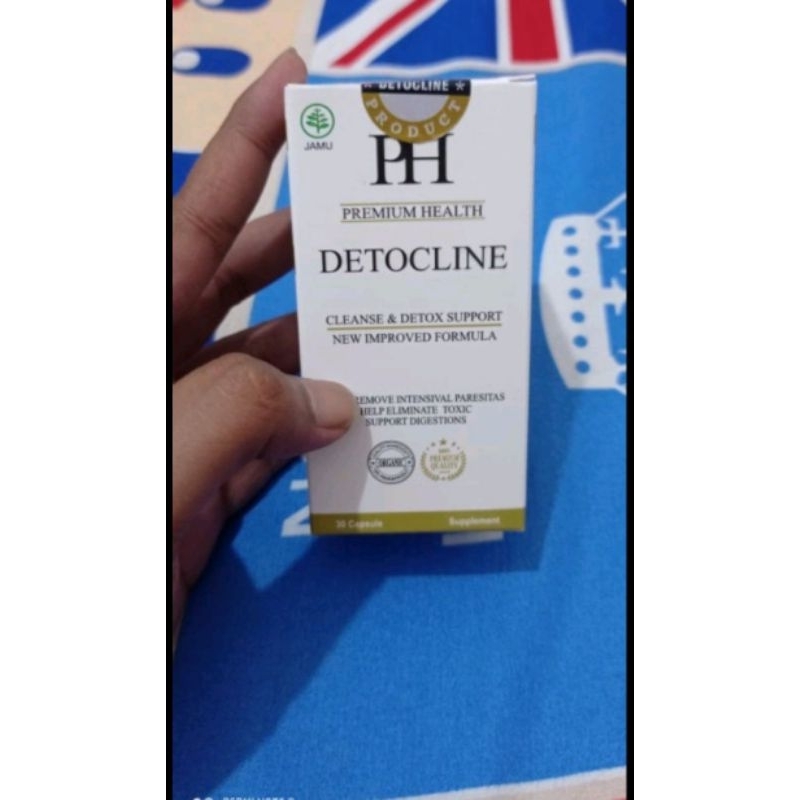 * DETOCLINE *
PRODUCT
JAMU
PH
PREMIUM HEALTH
DETOCLINE
CLEANSE & DETOX SUPPORT
NEW IMPROVED FORMULA
REMOVE INTENSIVAL PARESITAS
HELP ELIMINATE TOXIC
SUPPORT DIGESTIONS
ORGANIC
PREMIUM
QUALITY
30 Capsule
Supplement